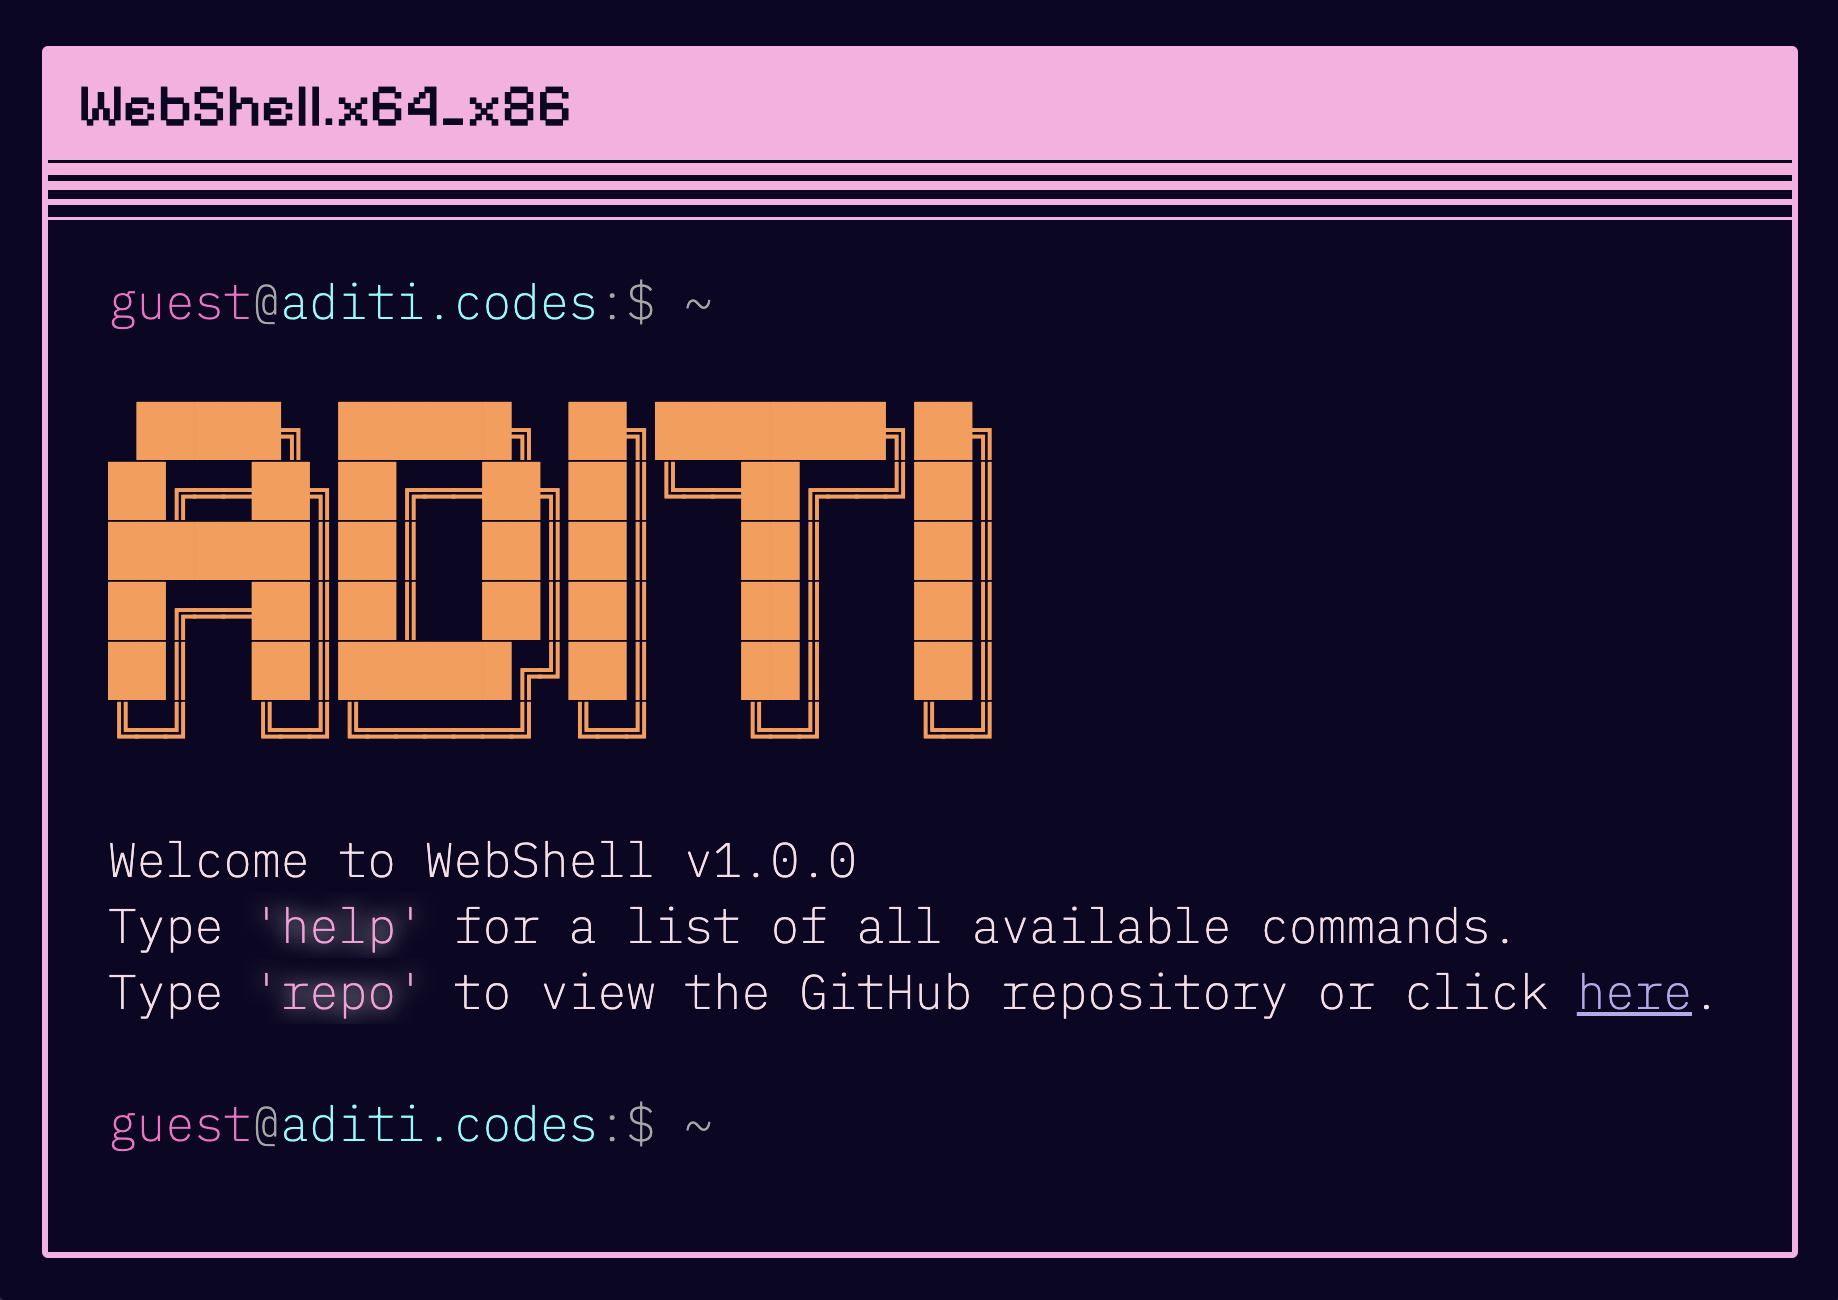 WebShell.x64_x86
guest@aditi.codes:$ ~
ADITI
Welcome to WebShell v1.0.0
Type 'help' for a list of all available commands.
Type 'repo' to view the GitHub repository or click here.
guest@aditi.codes:$ ~